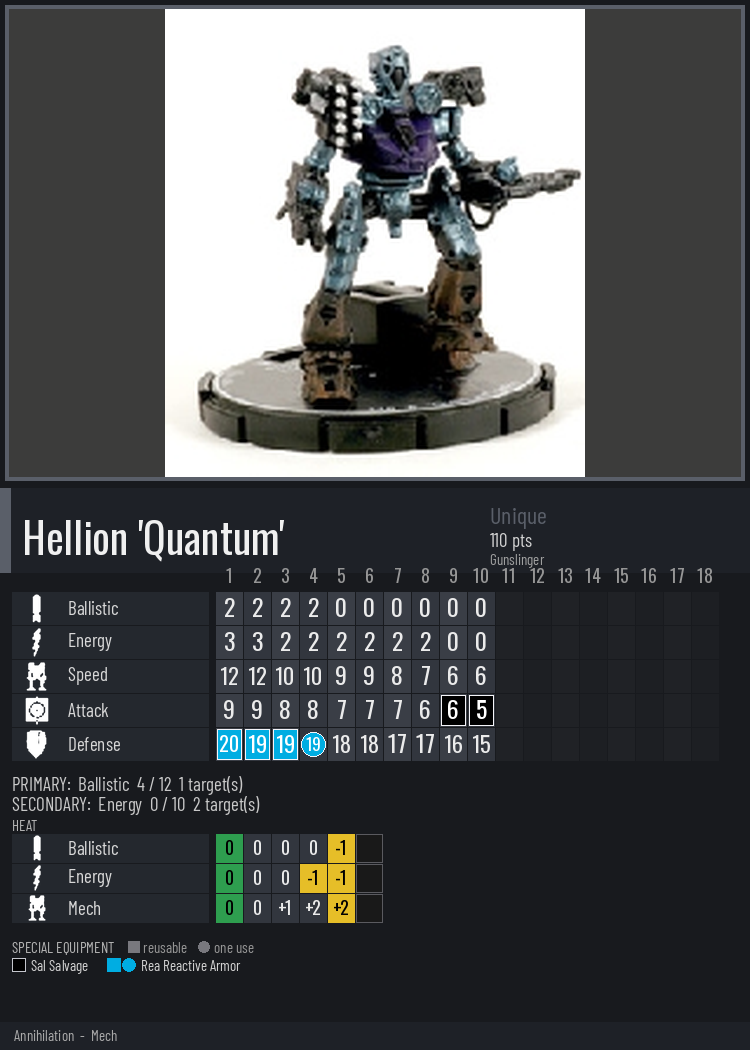 Hellion 'Quantum'
Unique
110 pts
Gunslinger
1 2 3 4 5 6 7 8 9 10 11 12 13 14 15 16 17 18
Ballistic 2 2 2 2 0 0 0 0 0 0
Energy 3 3 2 2 2 2 2 2 0 0
Speed 12 12 10 10 9 9 8 7 6 6
Attack 9 9 8 8 7 7 7 6 6 5
Defense 20 19 19 19 18 18 17 17 16 15
PRIMARY: Ballistic 4 / 12 1 target(s)
SECONDARY: Energy 0 / 10 2 target(s)
HEAT
Ballistic 0 0 0 0 -1
Energy 0 0 0 -1 -1
Mech 0 0 +1 +2 +2
SPECIAL EQUIPMENT reusable one use
Sal Salvage Rea Reactive Armor
Annihilation - Mech